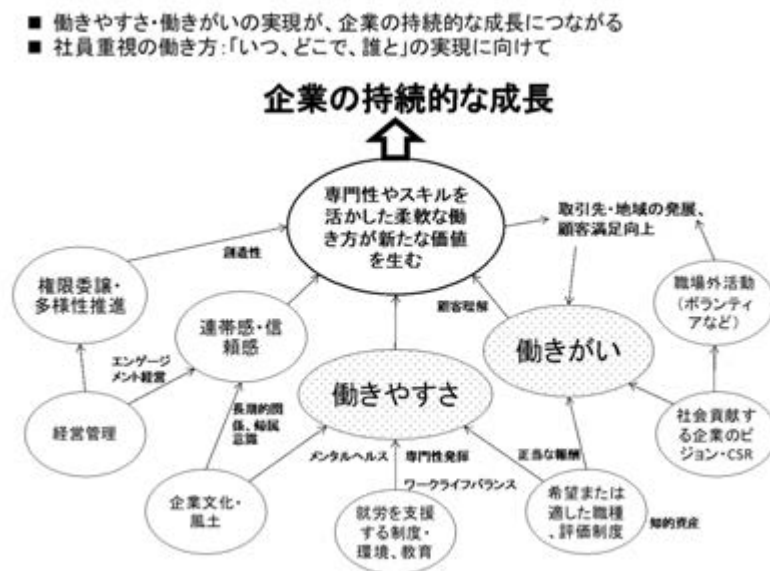 ■ 働きやすさ・働きがいの実現が、企業の持続的な成長につながる
■ 社員重視の働き方：「いつ、どこで、誰と」の実現に向けて
企業の持続的な成長
専門性やスキルを
活かした柔軟な働
き方が新たな価値
を生む
取引先・地域の発展、
顧客満足向上
創造性
権限委譲・
多様性推進
職場外活動
（ボランティ
アなど）
顧客理解
連帯感・信
頼感
働きがい
エンゲージ
メント経営
働きやすさ
経営管理
長期的関
係、帰属
意識
社会貢献す
る企業のビ
ジョン・CSR
メンタルヘルス
専門性発揮
正当な報酬
ワークライフバランス
企業文化・
風土
就労を支援
する制度・
環境、教育
希望または
適した職種
、評価制度
知的資産